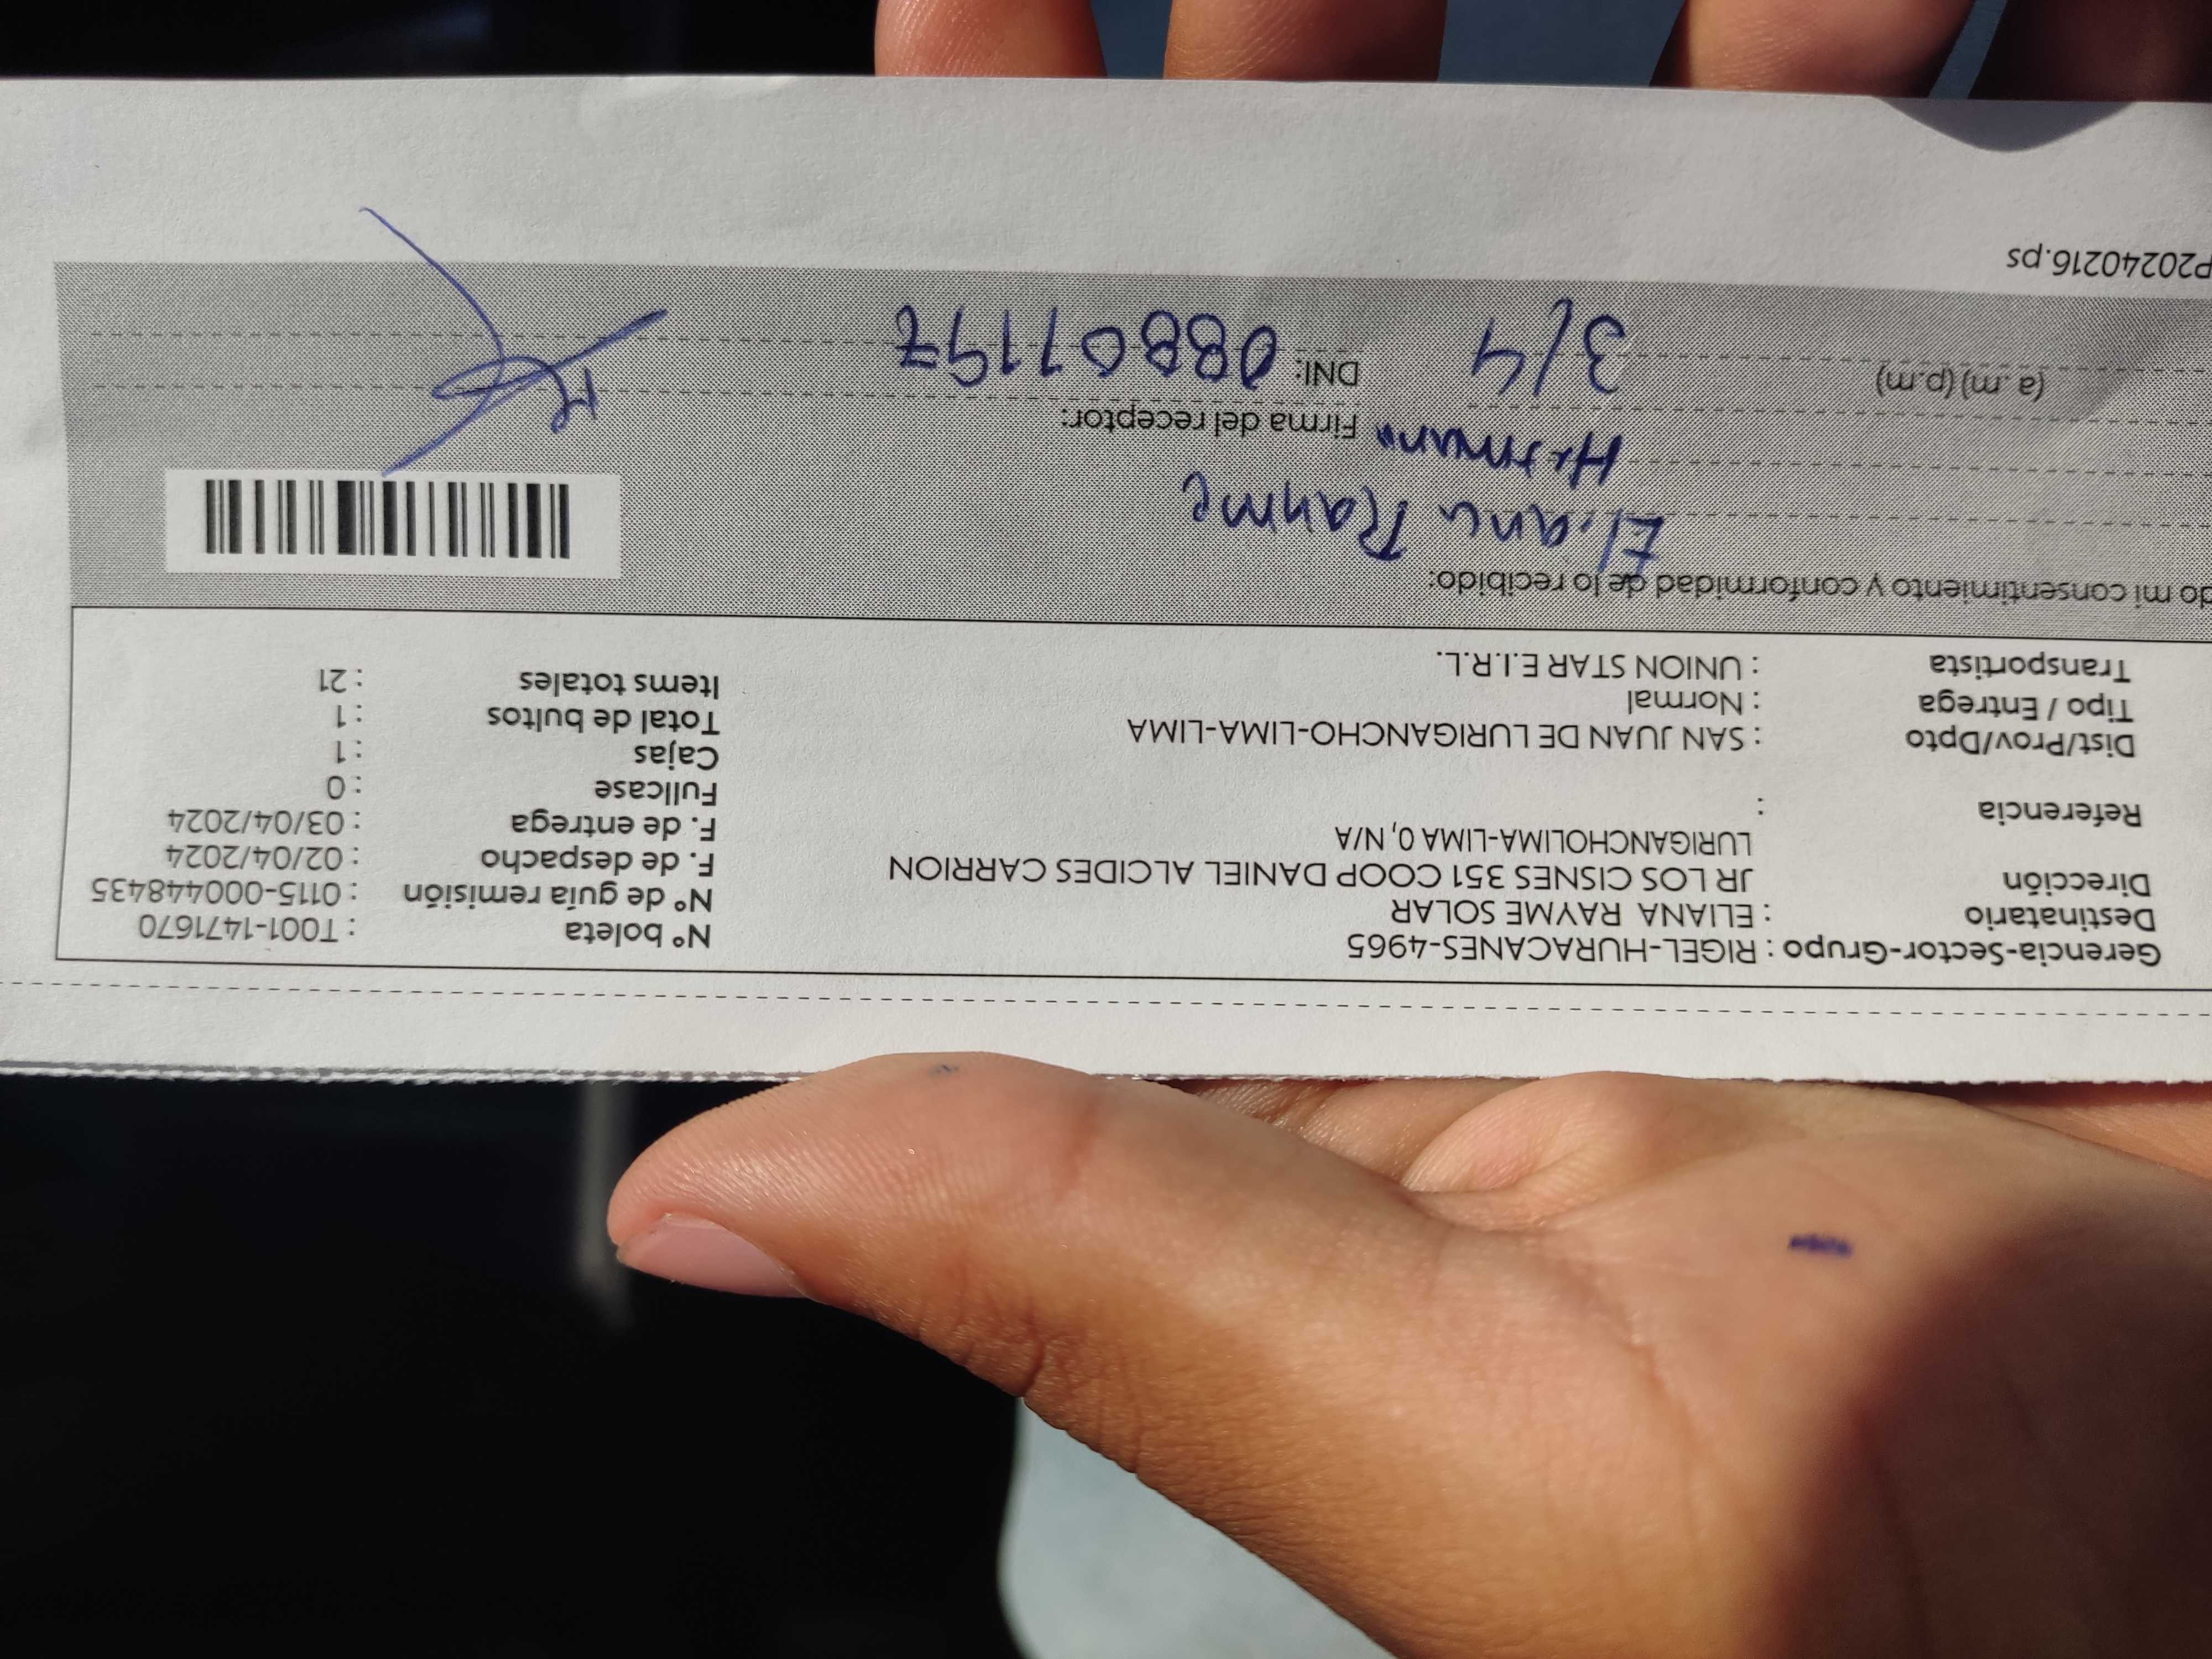 Gerencia-Sector-Grupo : RIGEL-HURACANES-4965
Destinatario : ELIANA RAYME SOLAR
Dirección JR LOS CISNES 351 COOP DANIEL ALCIDES CARRION
LURIGANCHOLIMA-LIMA 0, N/A
Referencia :
Dist/Prov/Dpto : SAN JUAN DE LURIGANCHO-LIMA-LIMA
Tipo / Entrega : Normal
Transportista : UNION STAR E.I.R.L.
N° boleta : T001-1471670
N° de guía remisión : 0115-000448435
F. de despacho : 02/04/2024
F. de entrega : 03/04/2024
Fullcase : 0
Cajas : 1
Total de bultos : 1
Items totales : 21
do mi consentimiento y conformidad de lo recibido:
Eliana Rayme
Hermana
Firma del receptor:
(a.m) (p.m)
3/4
DNI: 08807197
P20240216.ps